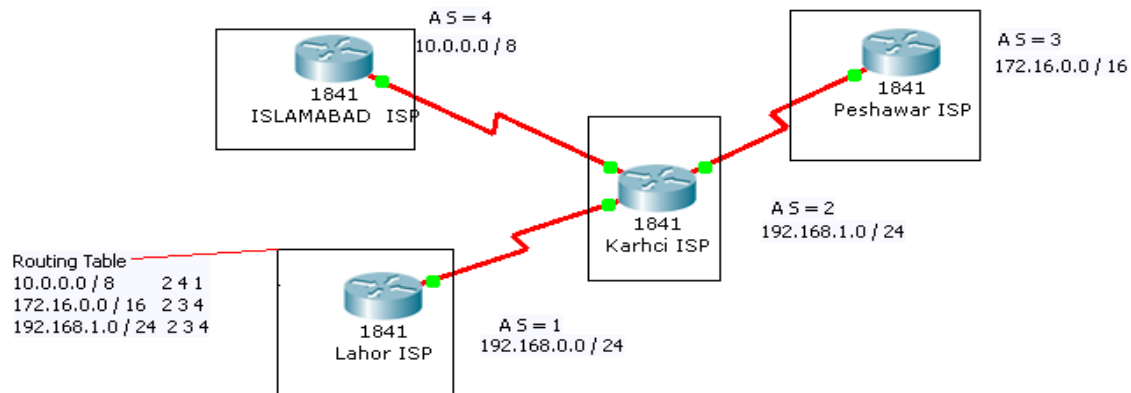 A S = 4
10.0.0.0 / 8
1841
ISLAMABAD ISP
A S = 3
172.16.0.0 / 16
1841
Peshawar ISP
1841
Karhci ISP
A S = 2
192.168.1.0 / 24
Routing Table
10.0.0.0 / 8 2 4 1
172.16.0.0 / 16 2 3 4
192.168.1.0 / 24 2 3 4
1841
Lahor ISP
A S = 1
192.168.0.0 / 24